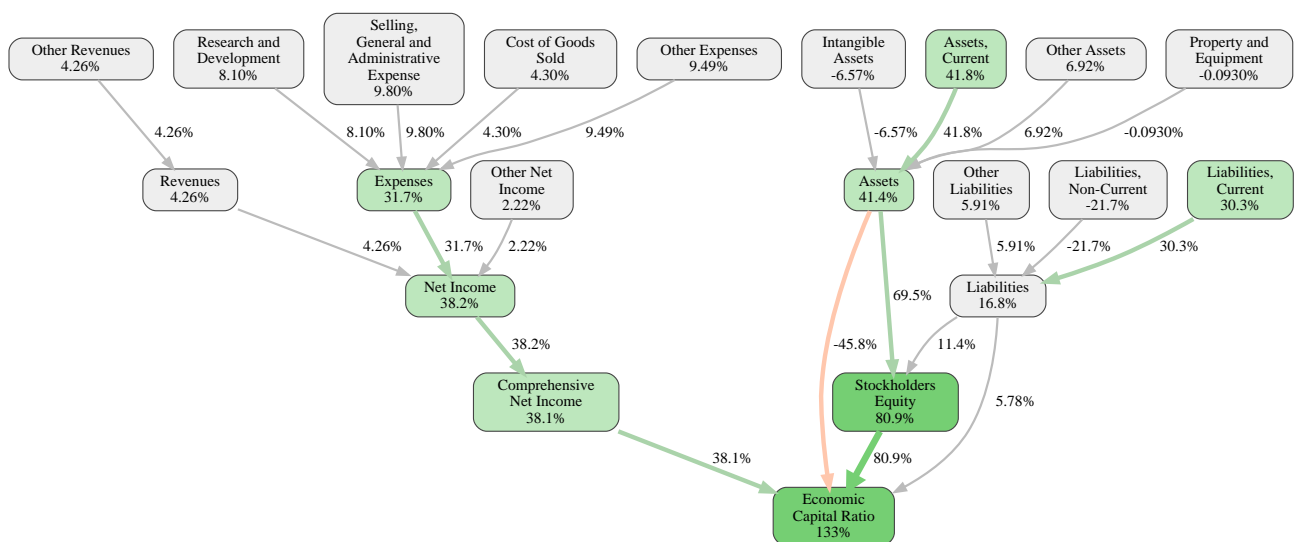 Other Revenues
4.26%
Research and
Development
8.10%
Selling,
General and
Administrative
Expense
9.80%
Cost of Goods
Sold
4.30%
Other Expenses
9.49%
Intangible
Assets
-6.57%
Assets,
Current
41.8%
Other Assets
6.92%
Property and
Equipment
-0.0930%
4.26%
8.10%
9.80%
4.30%
9.49%
-6.57%
41.8%
6.92%
-0.0930%
Revenues
4.26%
Expenses
31.7%
Other Net
Income
2.22%
Assets
41.4%
Other
Liabilities
5.91%
Liabilities,
Non-Current
-21.7%
Liabilities,
Current
30.3%
4.26%
31.7%
2.22%
5.91%
-21.7%
30.3%
Net Income
38.2%
69.5%
Liabilities
16.8%
38.2%
-45.8%
11.4%
Comprehensive
Net Income
38.1%
Stockholders
Equity
80.9%
5.78%
38.1%
80.9%
Economic
Capital Ratio
133%